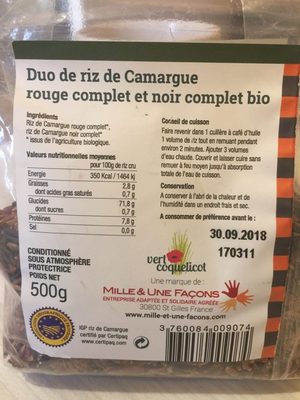 Duo de riz de Camargue
rouge complet et noir complet bio
Ingrédients
Riz de Camargue rouge complet*,
riz de Camargue noir complet*
* issus de l'agriculture biologique.
Valeurs nutritionnelles moyennes
pour 100g de riz cru
Energie 350 Kcal / 1464 kj
Graisses 2,8 g
dont acides gras saturés 0,7 g
Glucides 71,8 g
dont sucres 0,7 g
Protéines 7,8 g
Sel 0,0 g
CONDITIONNÉ
SOUS ATMOSPHÈRE
PROTECTRICE
POIDS NET
500g
Conseil de cuisson
Faire revenir dans 1 cuillère à café d'huile
1 volume de riz tout en remuant pendant
environ 2 minutes. Ajouter 3 volumes
d'eau chaude. Couvrir et laisser cuire sans
remuer à feu moyen jusqu'à absorption
totale de l'eau de cuisson.
Conservation
A conserver à l'abri de la chaleur et de
l'humidité dans un endroit frais et sec.
A consommer de préférence avant le :
30.09.2018
170311
vert
coquelicot
Une marque de :
MILLE & UNE FAÇONS
ENTREPRISE ADAPTÉE ET SOLIDAIRE AGRÉÉE
30800 St Gilles France
www.mille-et-une-facons.com
IGP riz de Camargue
certifié par Certipaq
www.certipaq.com
3 760084 009074